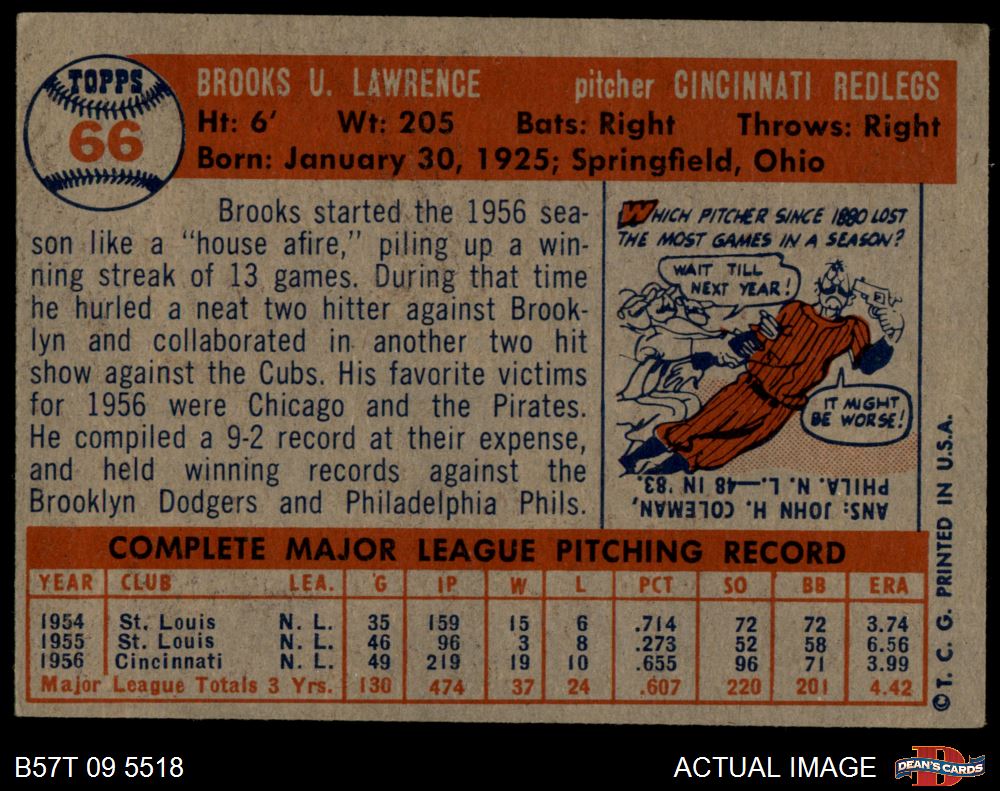 TOPPS
66
BROOKS U. LAWRENCE pitcher CINCINNATI REDLEGS
Ht: 6' Wt: 205 Bats: Right Throws: Right
Born: January 30, 1925; Springfield, Ohio
Brooks started the 1956 sea-
son like a "house afire," piling up a win-
ning streak of 13 games. During that time
he hurled a neat two hitter against Brook-
lyn and collaborated in another two hit
show against the Cubs. His favorite victims
for 1956 were Chicago and the Pirates.
He compiled a 9-2 record at their expense,
and held winning records against the
Brooklyn Dodgers and Philadelphia Phils.
WHICH PITCHER SINCE 1880 LOST
THE MOST GAMES IN A SEASON?
WAIT TILL
NEXT YEAR!
IT MIGHT
BE WORSE!
ANS: JOHN H. COLEMAN,
PHILA. N. L.—48 IN '83.
COMPLETE MAJOR LEAGUE PITCHING RECORD
YEAR CLUB LEA. G IP W L PCT SO BB ERA
1954 St. Louis N. L. 35 159 15 6 .714 72 72 3.74
1955 St. Louis N. L. 46 96 3 8 .273 52 58 6.56
1956 Cincinnati N. L. 49 219 19 10 .655 96 71 3.99
Major League Totals 3 Yrs. 130 474 37 24 .607 220 201 4.42
© T. C. G. PRINTED IN U.S.A.
B57T 09 5518
ACTUAL IMAGE
DEAN'S CARDS